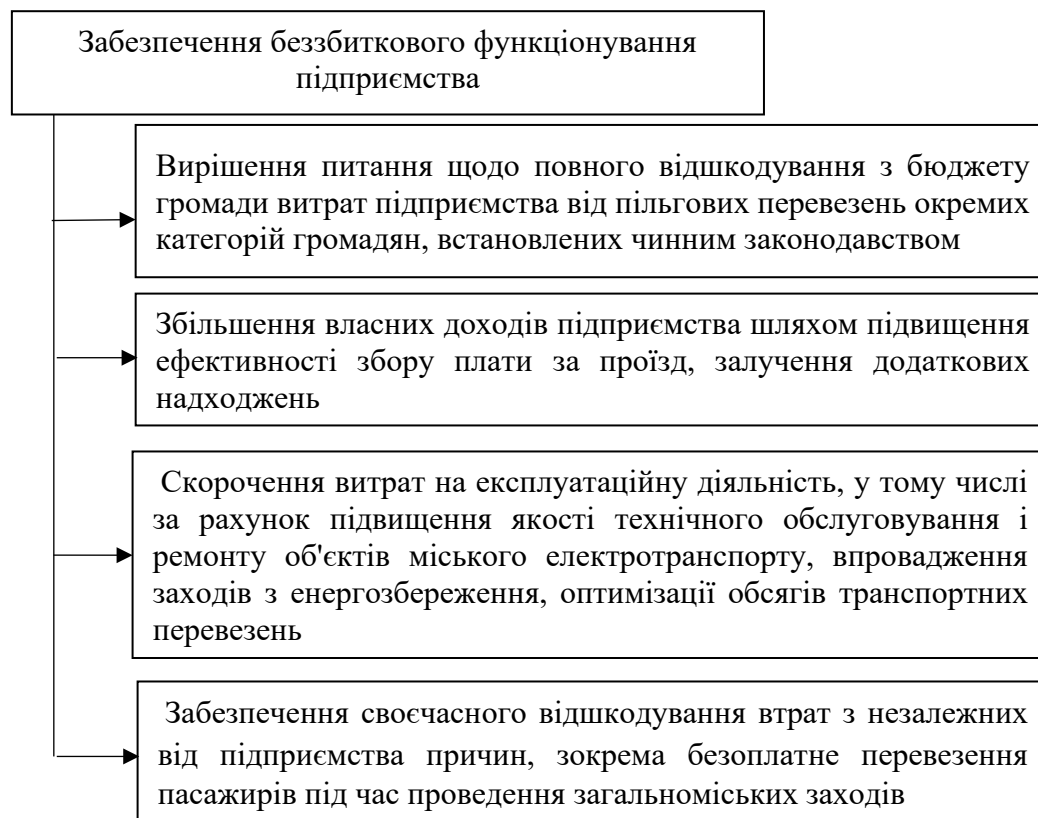 Забезпечення беззбиткового функціонування
підприємства
Вирішення питання щодо повного відшкодування з бюджету
громади витрат підприємства від пільгових перевезень окремих
категорій громадян, встановлених чинним законодавством
Збільшення власних доходів підприємства шляхом підвищення
ефективності збору плати за проїзд, залучення додаткових
надходжень
Скорочення витрат на експлуатаційну діяльність, у тому числі
за рахунок підвищення якості технічного обслуговування і
ремонту об'єктів міського електротранспорту, впровадження
заходів з енергозбереження, оптимізації обсягів транспортних
перевезень
Забезпечення своєчасного відшкодування втрат з незалежних
від підприємства причин, зокрема безоплатне перевезення
пасажирів під час проведення загальноміських заходів